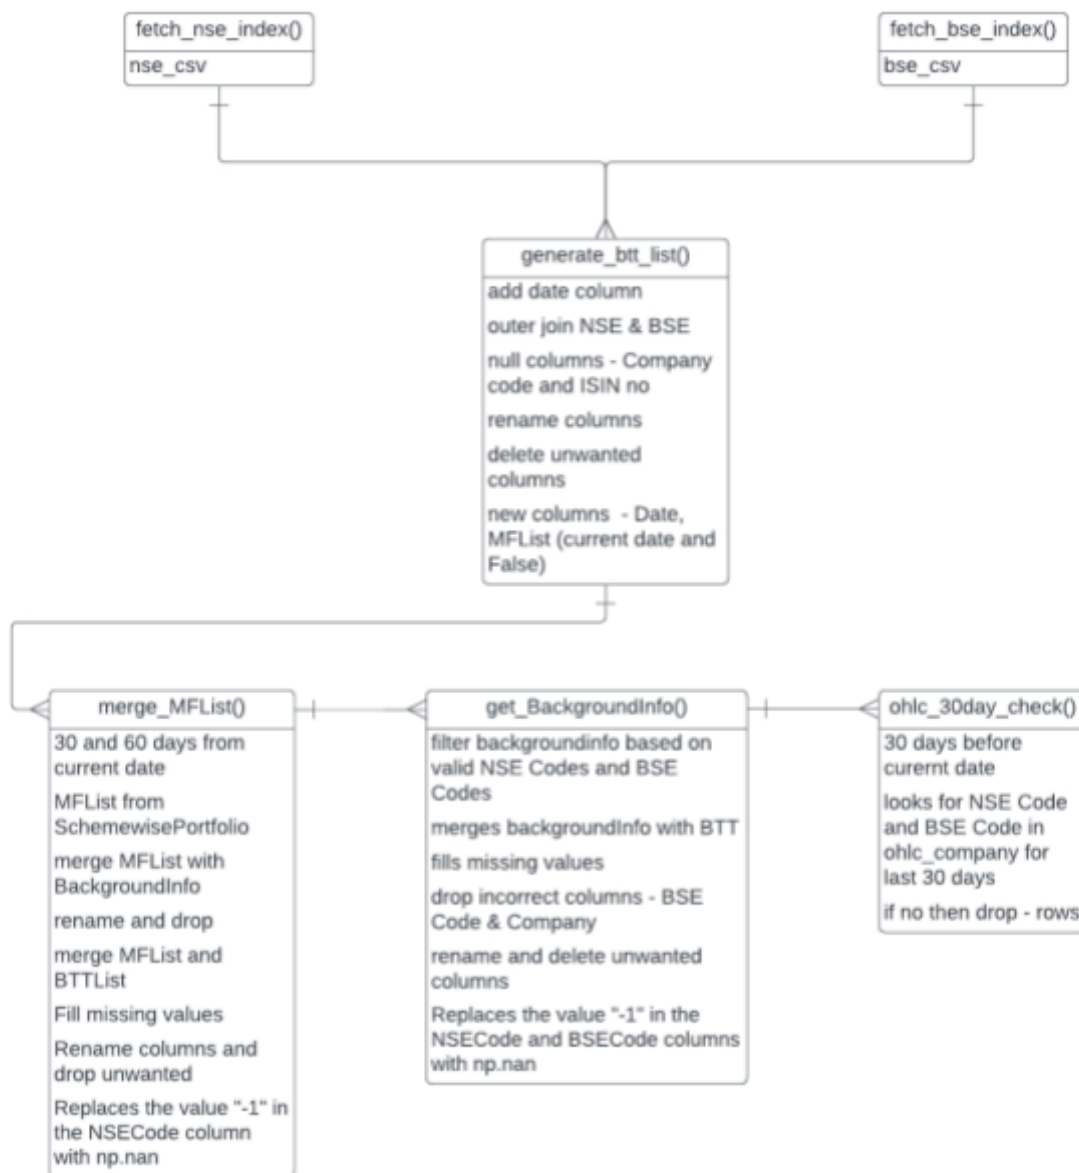 fetch_nse_index()
nse_csv
fetch_bse_index()
bse_csv
generate_btt_list()
add date column
outer join NSE & BSE
null columns - Company
code and ISIN no
rename columns
delete unwanted
columns
new columns - Date,
MFList (current date and
False)
merge_MFList()
30 and 60 days from
current date
MFList from
SchemewisePortfolio
merge MFList with
BackgroundInfo
rename and drop
merge MFList and
BTTList
Fill missing values
Rename columns and
drop unwanted
Replaces the value "-1" in
the NSECode column
with np.nan
get_BackgroundInfo()
filter backgroundinfo based on
valid NSE Codes and BSE
Codes
merges backgroundInfo with BTT
fills missing values
drop incorrect columns - BSE
Code & Company
rename and delete unwanted
columns
Replaces the value "-1" in the
NSECode and BSECode columns
with np.nan
ohlc_30day_check()
30 days before
curernt date
looks for NSE Code
and BSE Code in
ohlc_company for
last 30 days
if no then drop - rows